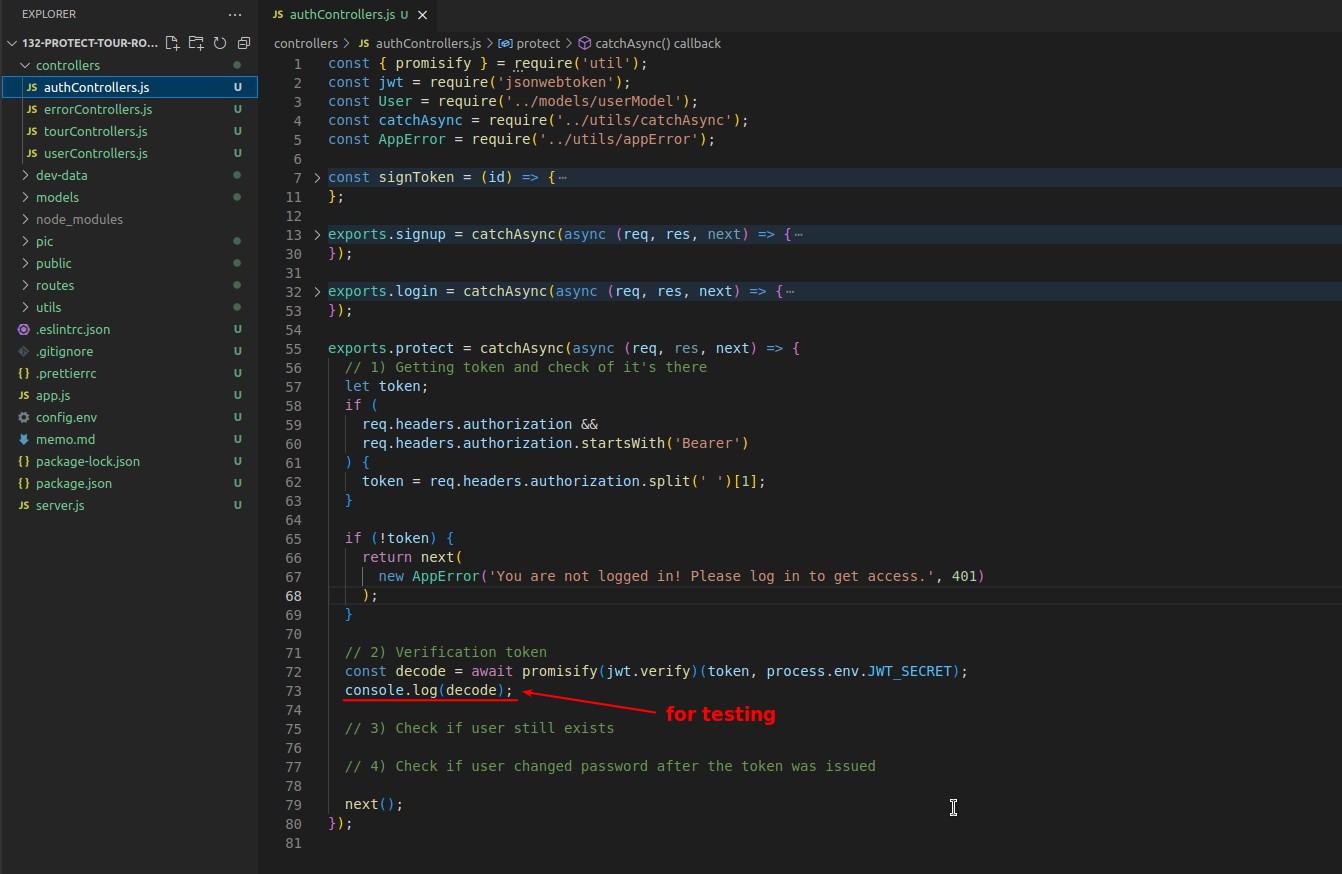 EXPLORER
132-PROTECT-TOUR-RO...
controllers
JS authControllers.js U
JS errorControllers.js U
JS tourControllers.js U
JS userControllers.js U
dev-data
models
node_modules
pic
public
routes
utils
.eslintrc.json U
.gitignore U
{} .prettierrc U
JS app.js U
config.env U
memo.md U
{} package-lock.json U
{} package.json U
JS server.js U
JS authControllers.js U
controllers > JS authControllers.js > protect > catchAsync() callback
1 const { promisify } = require('util');
2 const jwt = require('jsonwebtoken');
3 const User = require('../models/userModel');
4 const catchAsync = require('../utils/catchAsync');
5 const AppError = require('../utils/appError');
6
7 const signToken = (id) => {⋯
11 };
12
13 exports.signup = catchAsync(async (req, res, next) => {⋯
30 });
31
32 exports.login = catchAsync(async (req, res, next) => {⋯
53 });
54
55 exports.protect = catchAsync(async (req, res, next) => {
56 // 1) Getting token and check of it's there
57 let token;
58 if (
59 req.headers.authorization &&
60 req.headers.authorization.startsWith('Bearer')
61 ) {
62 token = req.headers.authorization.split(' ')[1];
63 }
64
65 if (!token) {
66 return next(
67 new AppError('You are not logged in! Please log in to get access.', 401)
68 );
69 }
70
71 // 2) Verification token
72 const decode = await promisify(jwt.verify)(token, process.env.JWT_SECRET);
73 console.log(decode);
for testing
74
75 // 3) Check if user still exists
76
77 // 4) Check if user changed password after the token was issued
78
79 next();
80 });
81